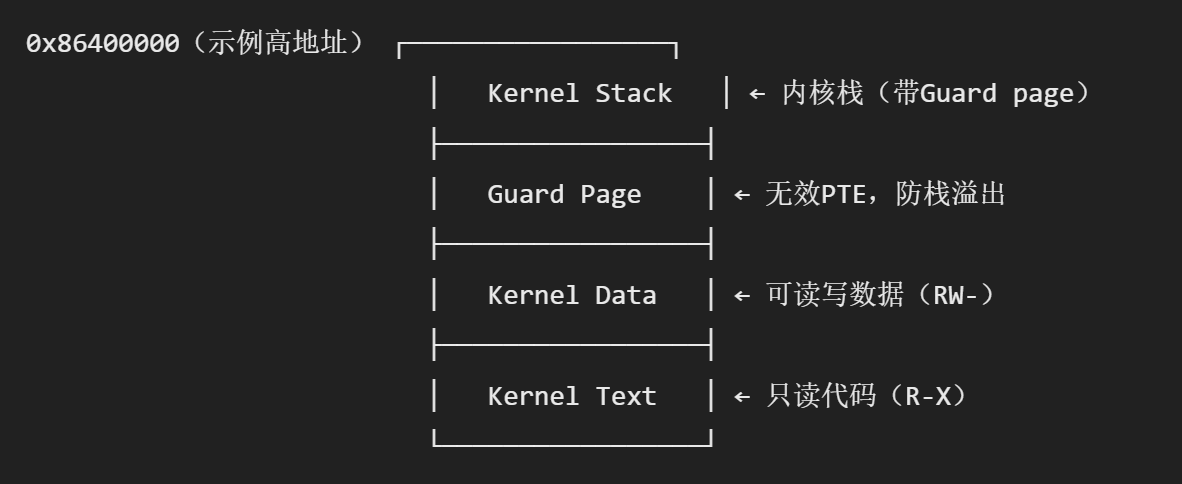 0x86400000（示例高地址）
Kernel Stack ← 内核栈（带Guard page）
Guard Page ← 无效PTE，防栈溢出
Kernel Data ← 可读写数据（RW-）
Kernel Text ← 只读代码（R-X）